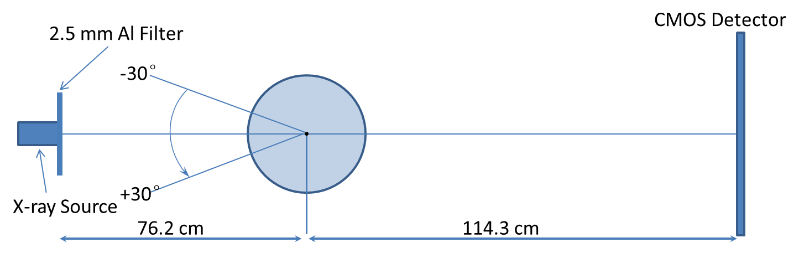 CMOS Detector
2.5 mm Al Filter
-30°
+30°
X-ray Source
76.2 cm
114.3 cm